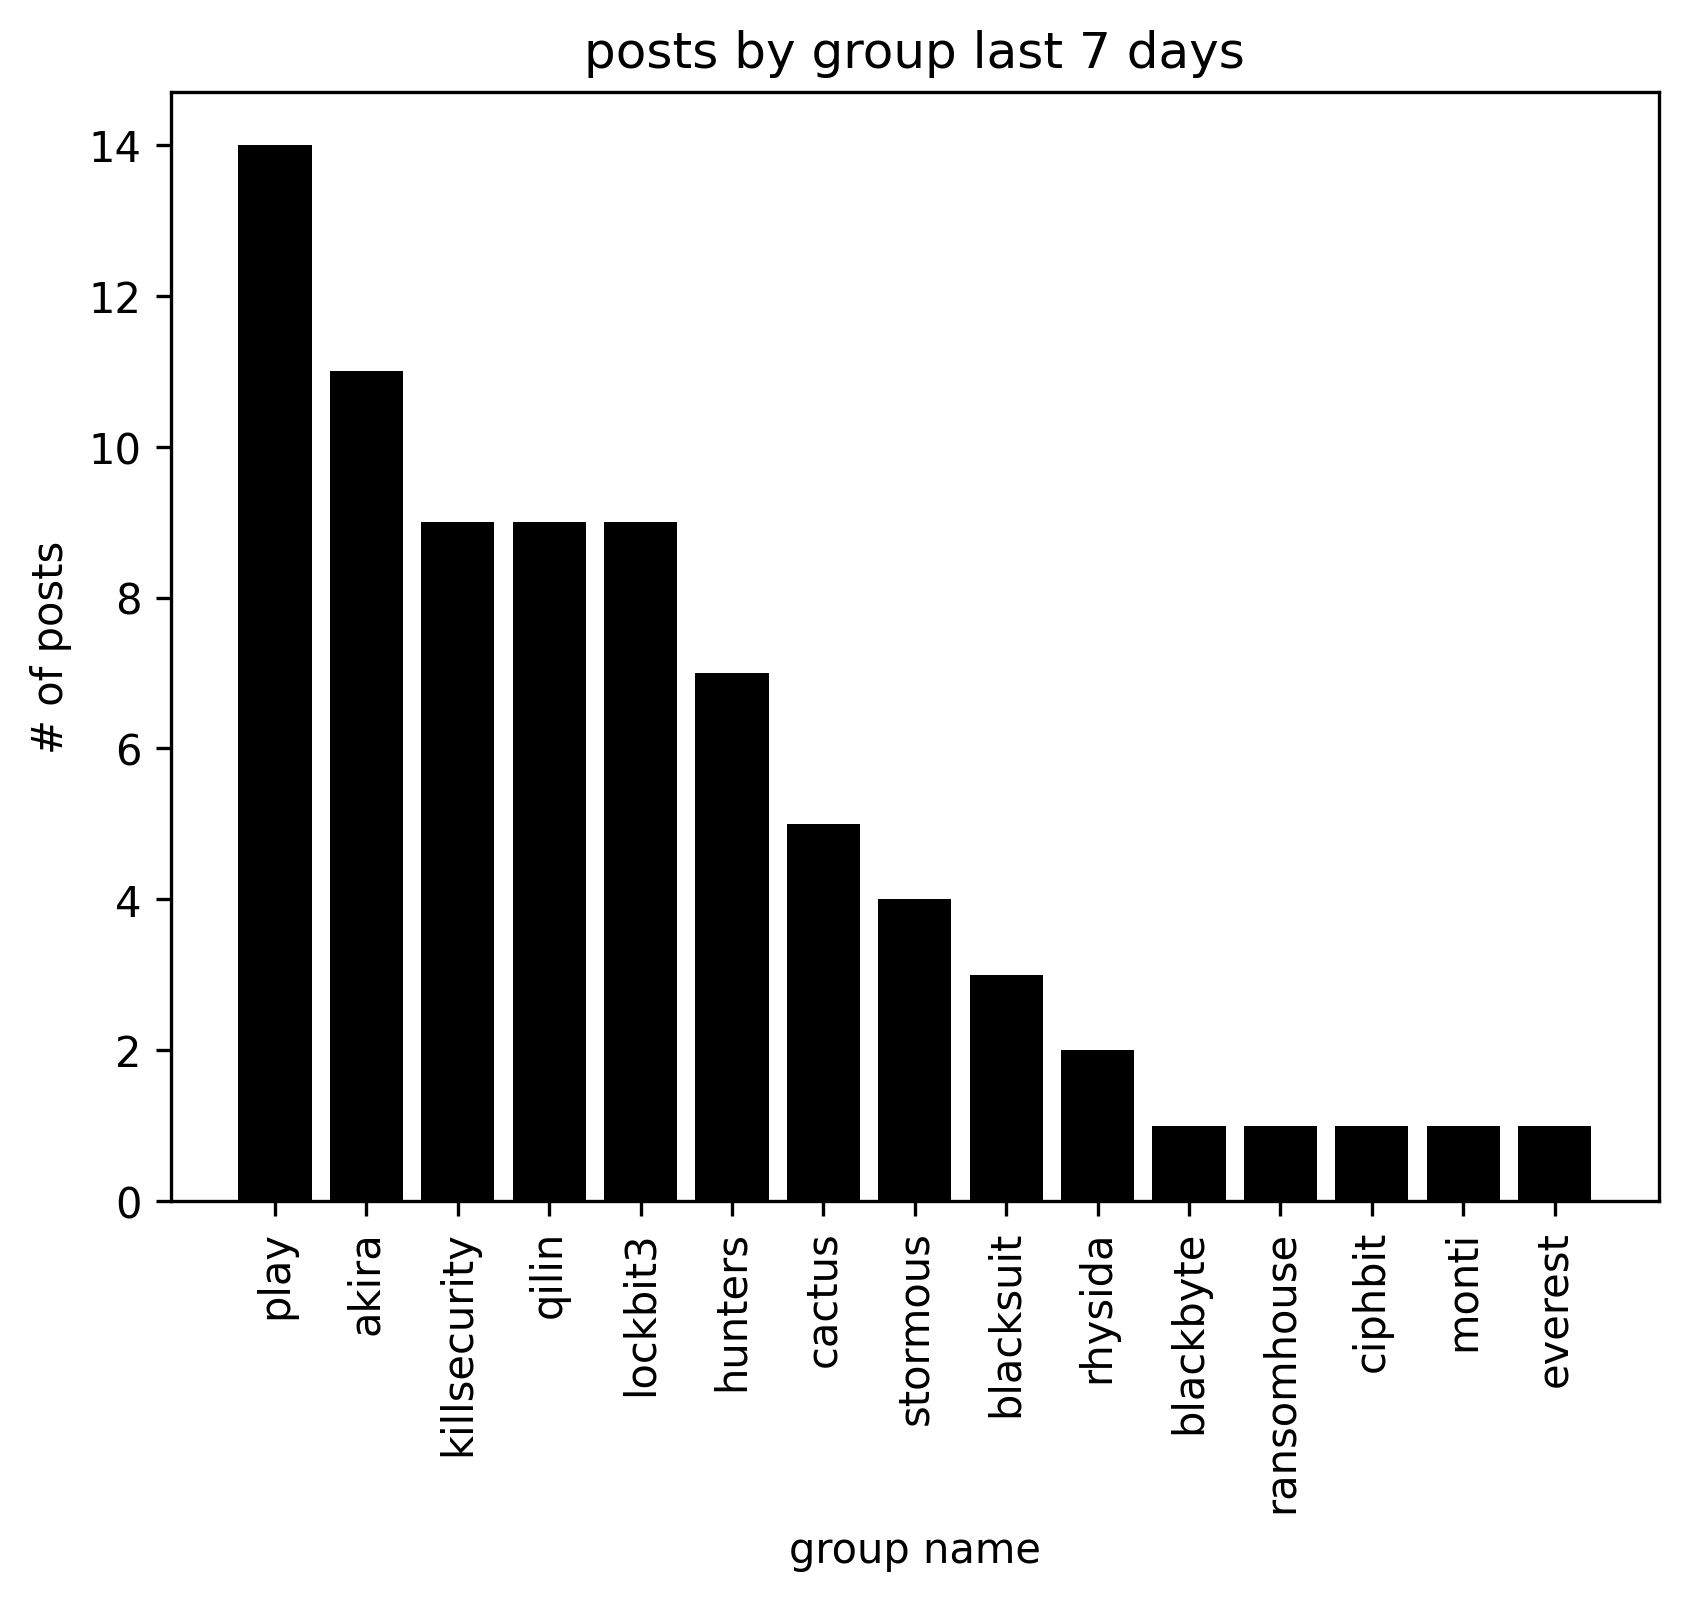 posts by group last 7 days
14
12
10
8
6
4
2
0
# of posts
play
akira
killsecurity
qilin
lockbit3
hunters
cactus
stormous
blacksuit
rhysida
blackbyte
ransomhouse
ciphbit
monti
everest
group name